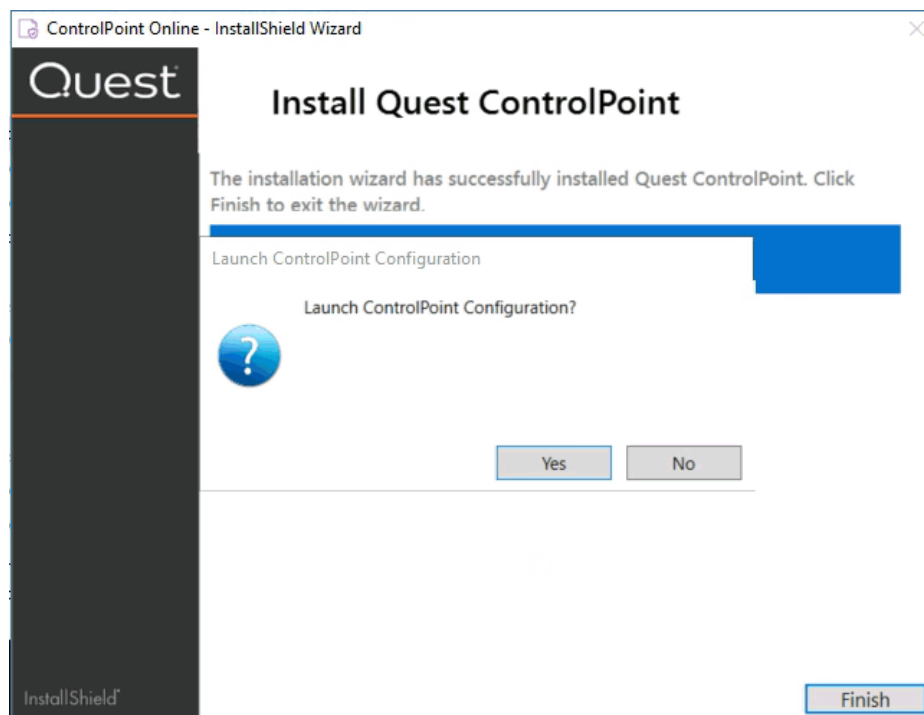 ControlPoint Online - InstallShield Wizard
Quest
Install Quest ControlPoint
The installation wizard has successfully installed Quest ControlPoint. Click
Finish to exit the wizard.
Launch ControlPoint Configuration
Launch ControlPoint Configuration?
?
Yes
No
InstallShield
Finish